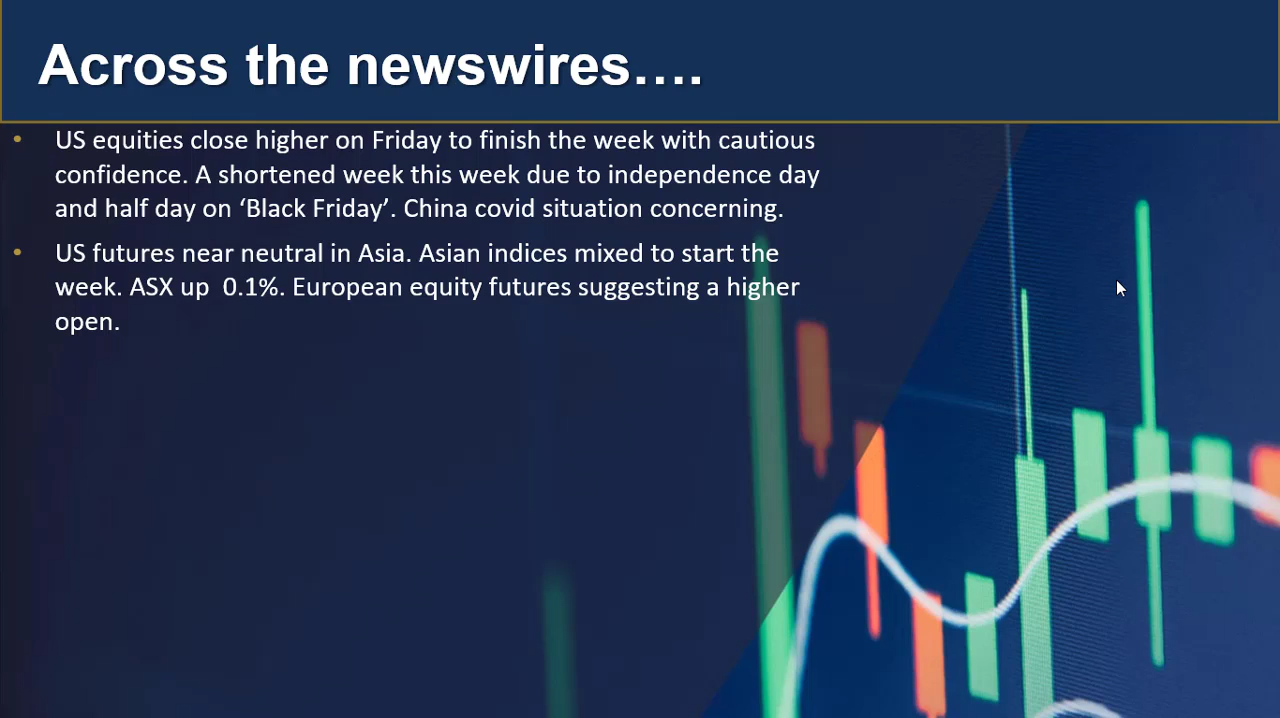 Across the newswires….
US equities close higher on Friday to finish the week with cautious
confidence. A shortened week this week due to independence day
and half day on ‘Black Friday’. China covid situation concerning.
US futures near neutral in Asia. Asian indices mixed to start the
week. ASX up  0.1%. European equity futures suggesting a higher
open.